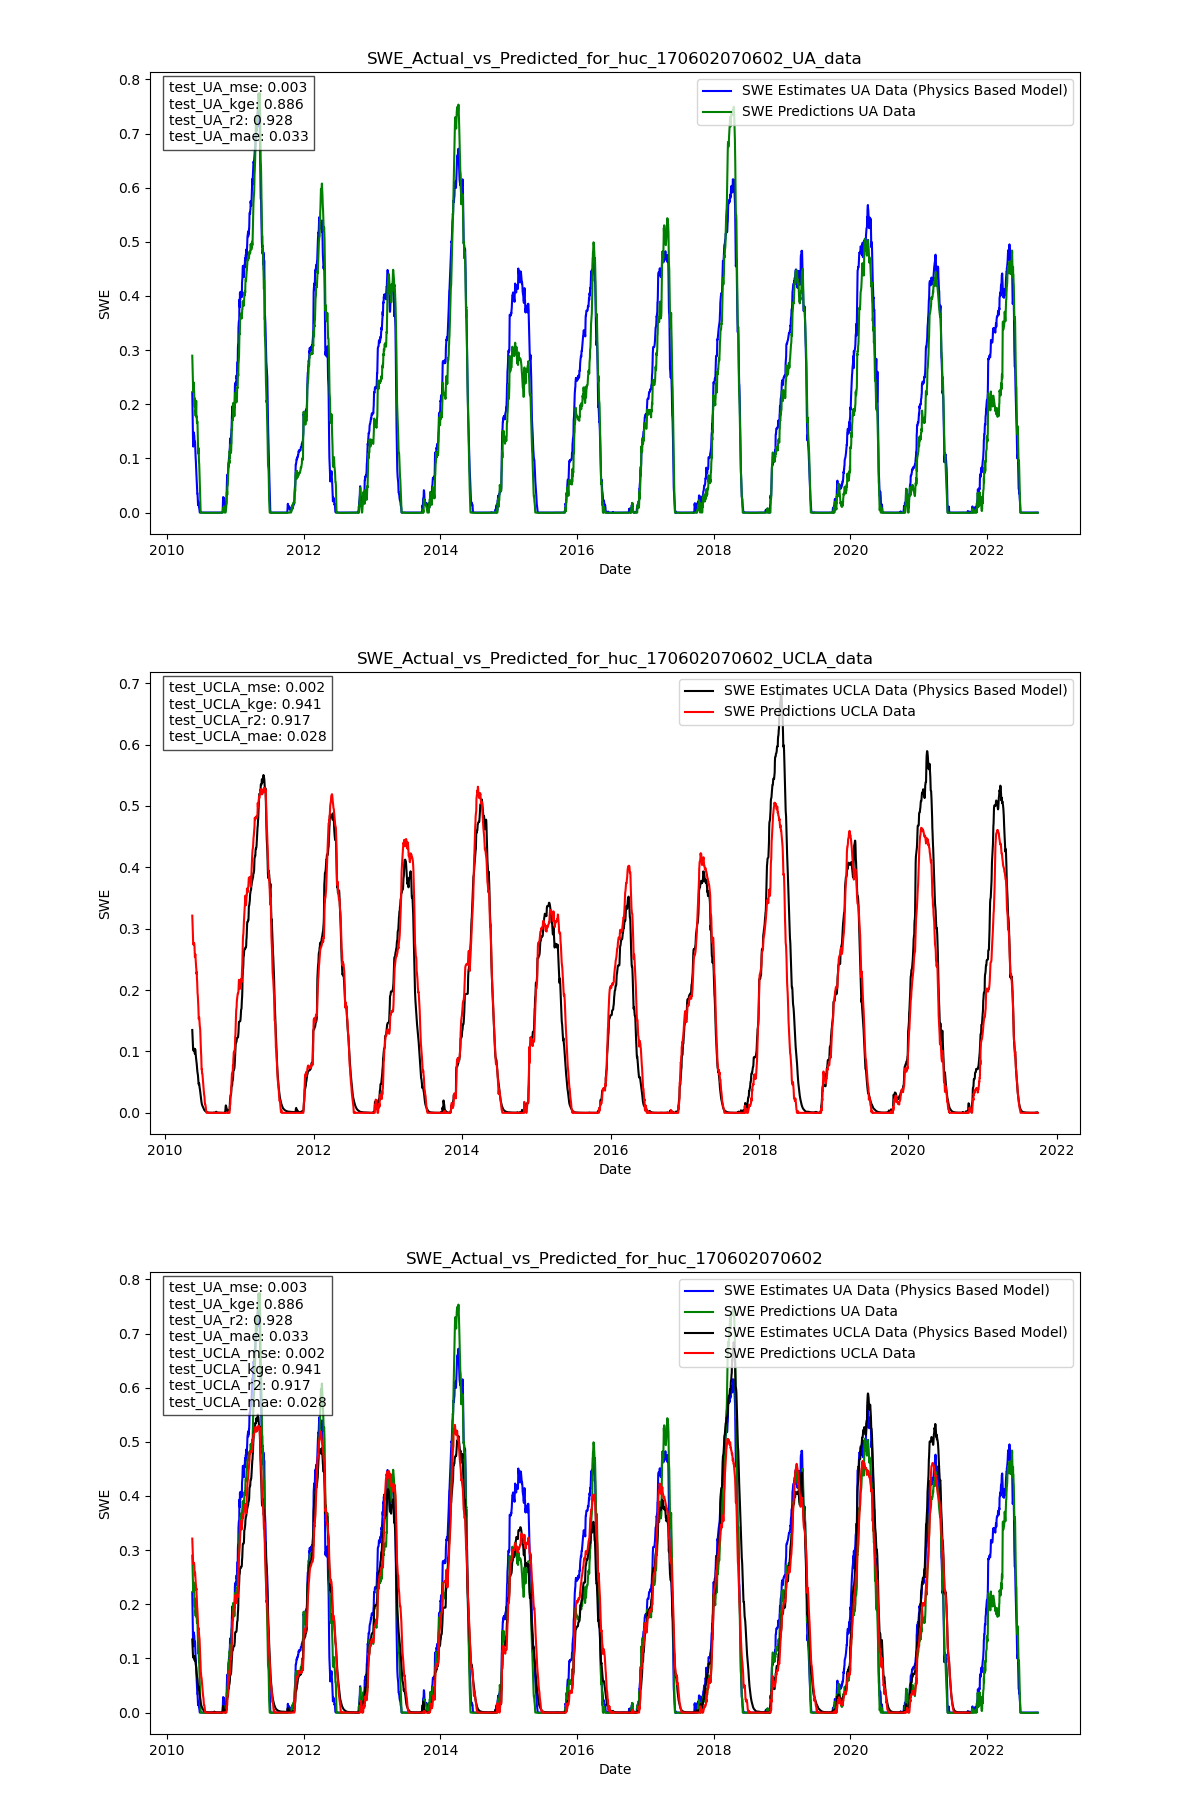 SWE_Actual_vs_Predicted_for_huc_170602070602_UA_data
test_UA_mse: 0.003
test_UA_kge: 0.886
test_UA_r2: 0.928
test_UA_mae: 0.033
SWE Estimates UA Data (Physics Based Model)
SWE Predictions UA Data
0.8
0.7
0.6
0.5
0.4
0.3
0.2
0.1
0.0
SWE
2010 2012 2014 2016 2018 2020 2022
Date
SWE_Actual_vs_Predicted_for_huc_170602070602_UCLA_data
test_UCLA_mse: 0.002
test_UCLA_kge: 0.941
test_UCLA_r2: 0.917
test_UCLA_mae: 0.028
SWE Estimates UCLA Data (Physics Based Model)
SWE Predictions UCLA Data
0.7
0.6
0.5
0.4
0.3
0.2
0.1
0.0
SWE
2010 2012 2014 2016 2018 2020 2022
Date
SWE_Actual_vs_Predicted_for_huc_170602070602
test_UA_mse: 0.003
test_UA_kge: 0.886
test_UA_r2: 0.928
test_UA_mae: 0.033
test_UCLA_mse: 0.002
test_UCLA_kge: 0.941
test_UCLA_r2: 0.917
test_UCLA_mae: 0.028
SWE Estimates UA Data (Physics Based Model)
SWE Predictions UA Data
SWE Estimates UCLA Data (Physics Based Model)
SWE Predictions UCLA Data
0.8
0.7
0.6
0.5
0.4
0.3
0.2
0.1
0.0
SWE
2010 2012 2014 2016 2018 2020 2022
Date